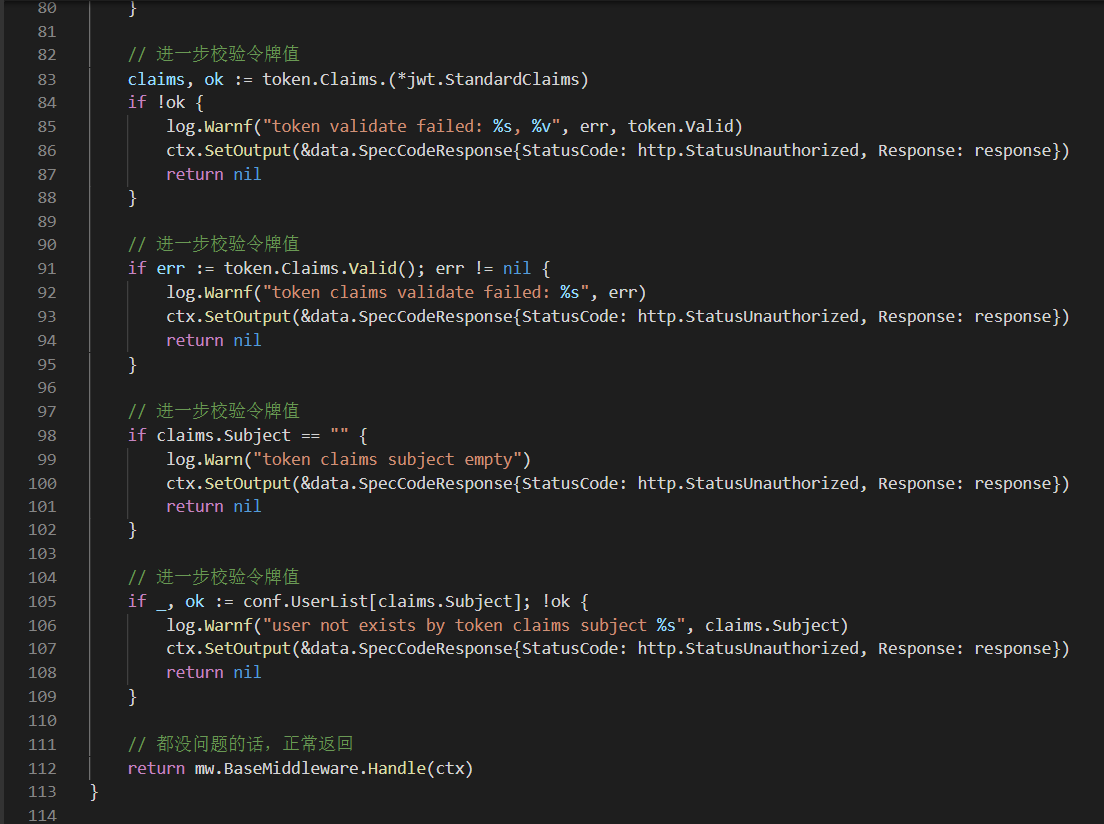 80 }
81
82 // 进一步校验令牌值
83 claims, ok := token.Claims.(*jwt.StandardClaims)
84 if !ok {
85 log.Warnf("token validate failed: %s, %v", err, token.Valid)
86 ctx.SetOutput(&data.SpecCodeResponse{StatusCode: http.StatusUnauthorized, Response: response})
87 return nil
88 }
89
90 // 进一步校验令牌值
91 if err := token.Claims.Valid(); err != nil {
92 log.Warnf("token claims validate failed: %s", err)
93 ctx.SetOutput(&data.SpecCodeResponse{StatusCode: http.StatusUnauthorized, Response: response})
94 return nil
95 }
96
97 // 进一步校验令牌值
98 if claims.Subject == "" {
99 log.Warn("token claims subject empty")
100 ctx.SetOutput(&data.SpecCodeResponse{StatusCode: http.StatusUnauthorized, Response: response})
101 return nil
102 }
103
104 // 进一步校验令牌值
105 if _, ok := conf.UserList[claims.Subject]; !ok {
106 log.Warnf("user not exists by token claims subject %s", claims.Subject)
107 ctx.SetOutput(&data.SpecCodeResponse{StatusCode: http.StatusUnauthorized, Response: response})
108 return nil
109 }
110
111 // 都没问题的话，正常返回
112 return mw.BaseMiddleware.Handle(ctx)
113 }
114